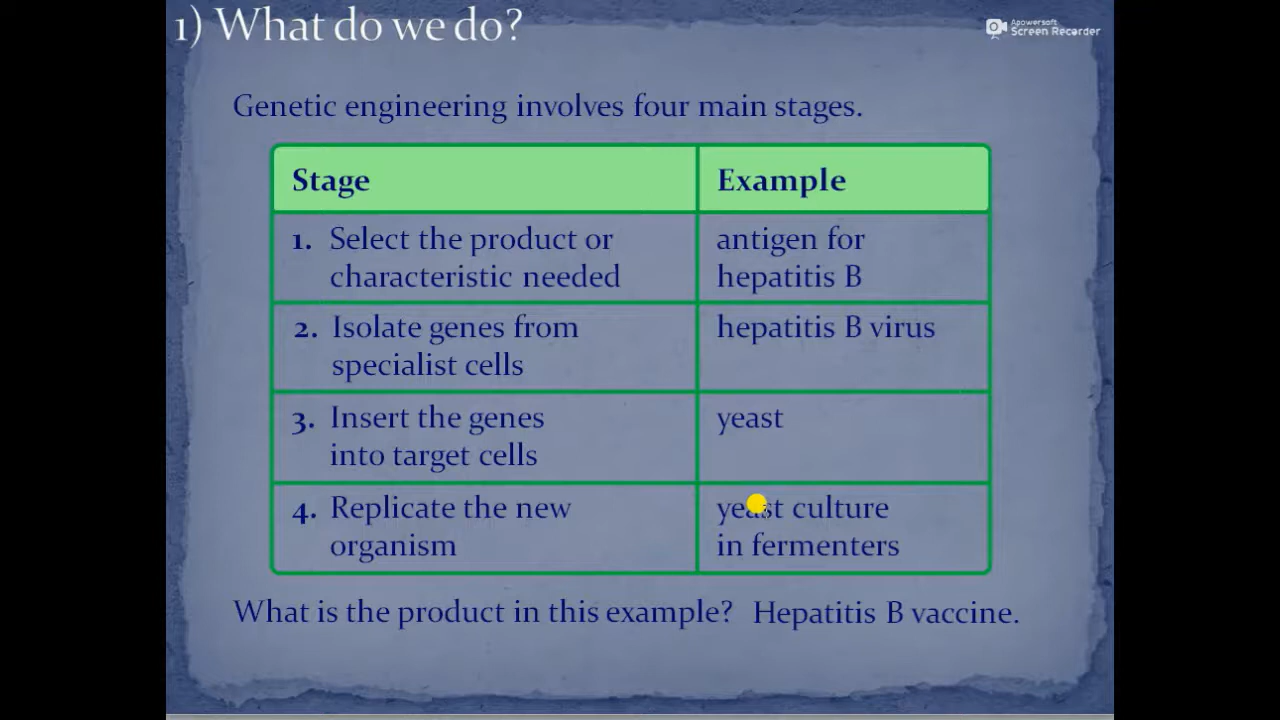 1) What do we do?
Apowersoft
Screen Recorder
Genetic engineering involves four main stages.
Stage
Example
1. Select the product or
characteristic needed
antigen for
hepatitis B
2. Isolate genes from
specialist cells
hepatitis B virus
3. Insert the genes
into target cells
yeast
4. Replicate the new
organism
yeast culture
in fermenters
What is the product in this example? Hepatitis B vaccine.